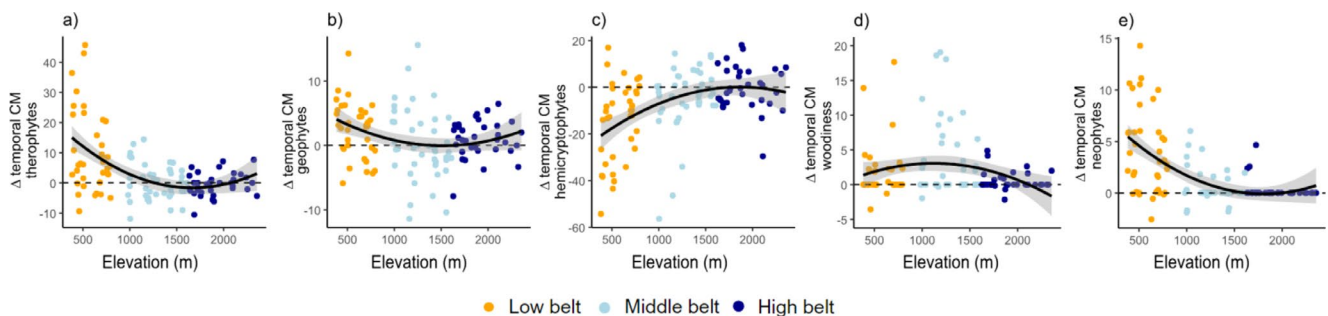 a)
Δ temporal CM
therophytes
40
30
20
10
0
-10
500
1000
1500
2000
Elevation (m)
b)
Δ temporal CM
geophytes
10
0
-10
500
1000
1500
2000
Elevation (m)
c)
Δ temporal CM
hemicryptophytes
20
0
-20
-40
-60
500
1000
1500
2000
Elevation (m)
d)
Δ temporal CM
woodiness
20
15
10
5
0
-5
500
1000
1500
2000
Elevation (m)
e)
Δ temporal CM
neophytes
15
10
5
0
500
1000
1500
2000
Elevation (m)
Low belt Middle belt High belt